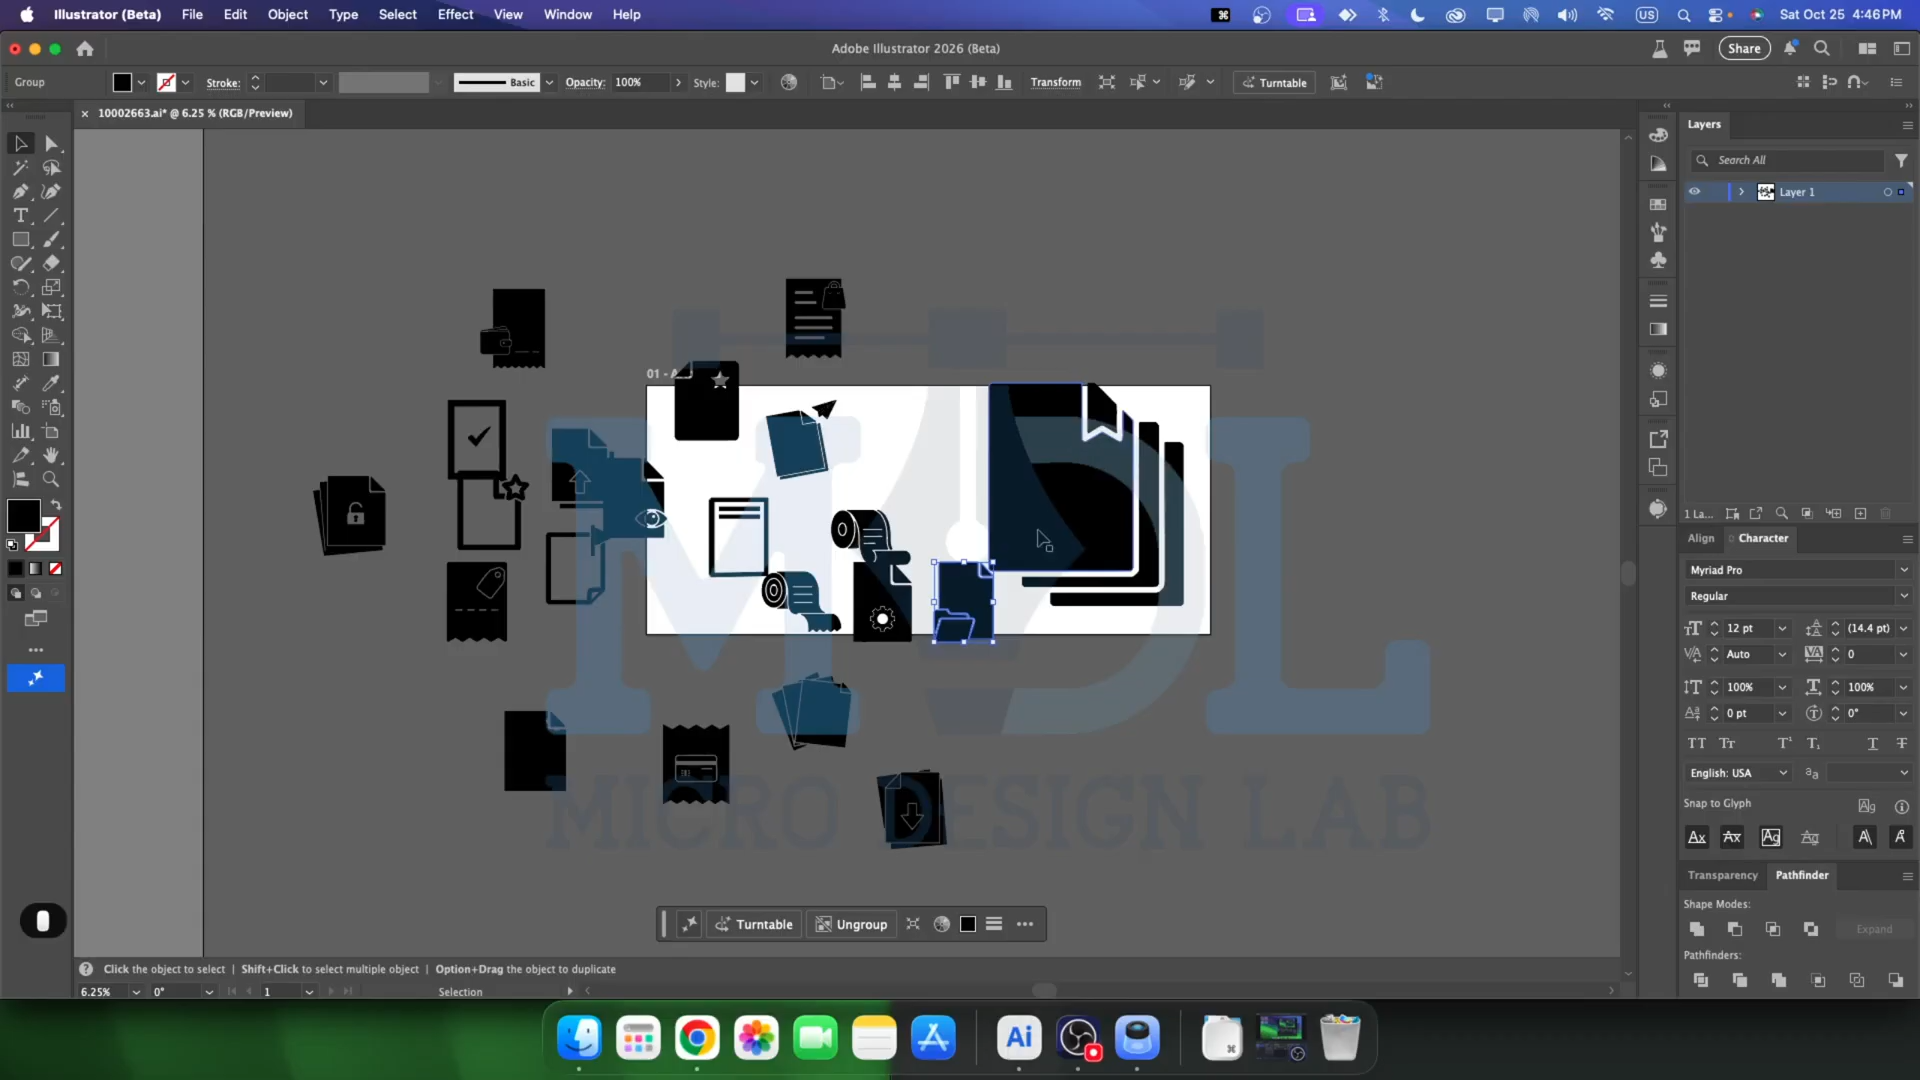 Illustrator (Beta) File Edit Object Type Select Effect View Window Help
US
Sat Oct 25 4:46 PM
Adobe Illustrator 2026 (Beta)
Share
Group
Stroke:
Basic
Opacity: 100%
Style:
Transform
Turntable
10002663.ai* @ 6.25 % (RGB/Preview)
Layers
Search All
Layer 1
01 - A
MDL
MICRO DESIGN LAB
1 La...
Align Character
Myriad Pro
Regular
12 pt
(14.4 pt)
Auto
0
100%
100%
0 pt
0°
English: USA
Snap to Glyph
Transparency Pathfinder
Shape Modes:
Expand
Pathfinders:
Turntable Ungroup
Click the object to select | Shift+Click to select multiple object | Option+Drag the object to duplicate
6.25% 0° 1 Selection
Ai